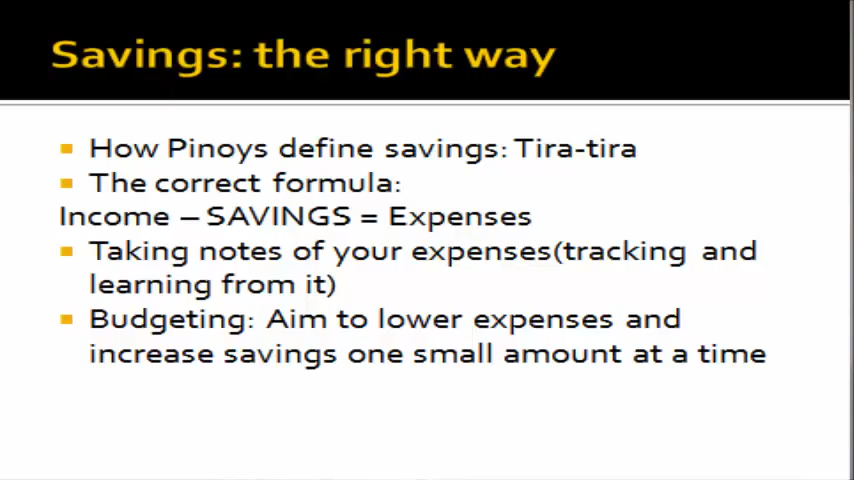 Savings: the right way
How Pinoys define savings: Tira-tira
The correct formula:
Income – SAVINGS = Expenses
Taking notes of your expenses(tracking and
learning from it)
Budgeting: Aim to lower expenses and
increase savings one small amount at a time